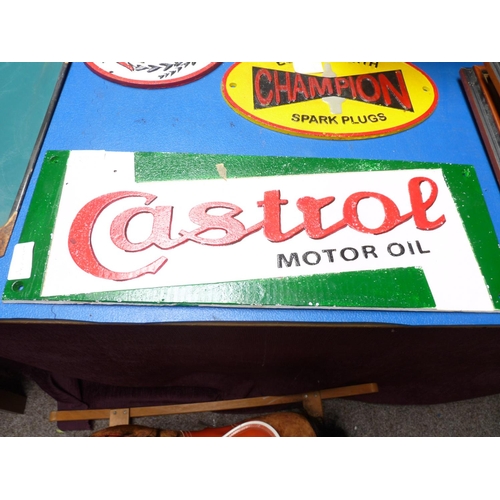 CHAMPION
SPARK PLUGS
Castrol
MOTOR OIL